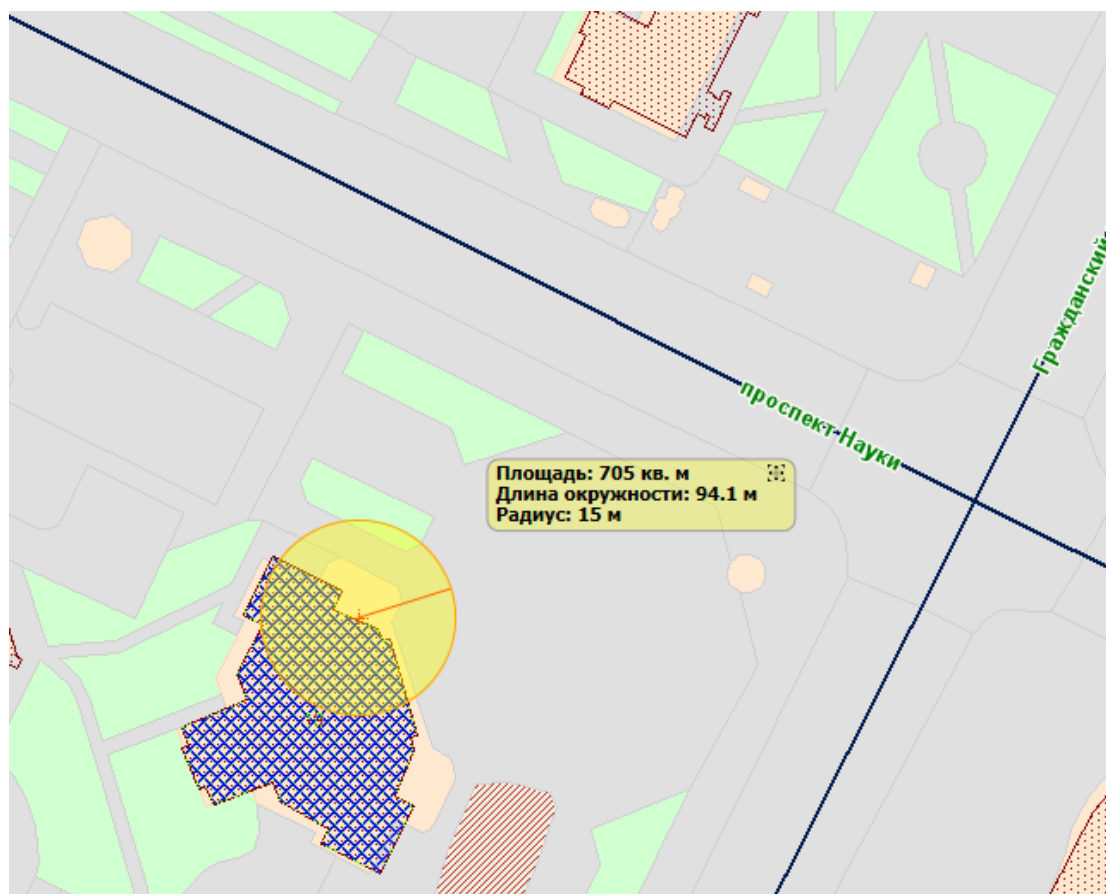 Гражданский
проспект Науки
Площадь: 705 кв. м
Длина окружности: 94.1 м
Радиус: 15 м